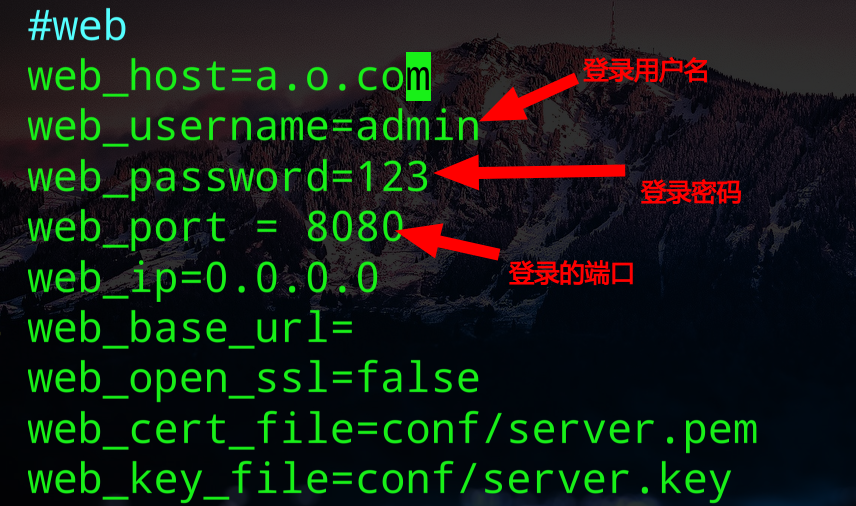 #web
web_host=a.o.com
登录用户名
web_username=admin
web_password=123
登录密码
web_port = 8080
登录的端口
web_ip=0.0.0.0
web_base_url=
web_open_ssl=false
web_cert_file=conf/server.pem
web_key_file=conf/server.key